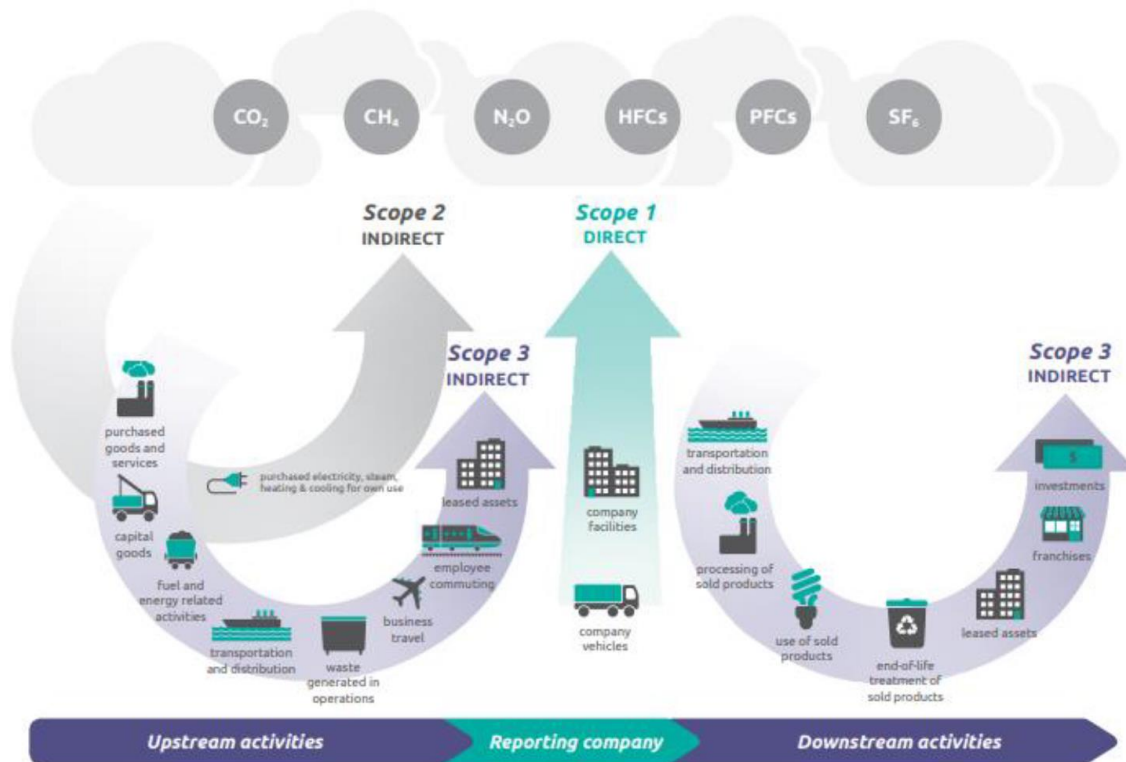 CO₂
CH₄
N₂O
HFCs
PFCs
SF₆
Scope 2
INDIRECT
Scope 1
DIRECT
Scope 3
INDIRECT
Scope 3
INDIRECT
purchased
goods and
services
capital
goods
fuel and
energy related
activities
purchased electricity, steam,
heating & cooling for own use
transportation
and distribution
waste
generated in
operations
business
travel
employee
commuting
leased assets
company
facilities
company
vehicles
transportation
and distribution
processing of
sold products
use of sold
products
end-of-life
treatment of
sold products
leased assets
franchises
$
investments
Upstream activities
Reporting company
Downstream activities